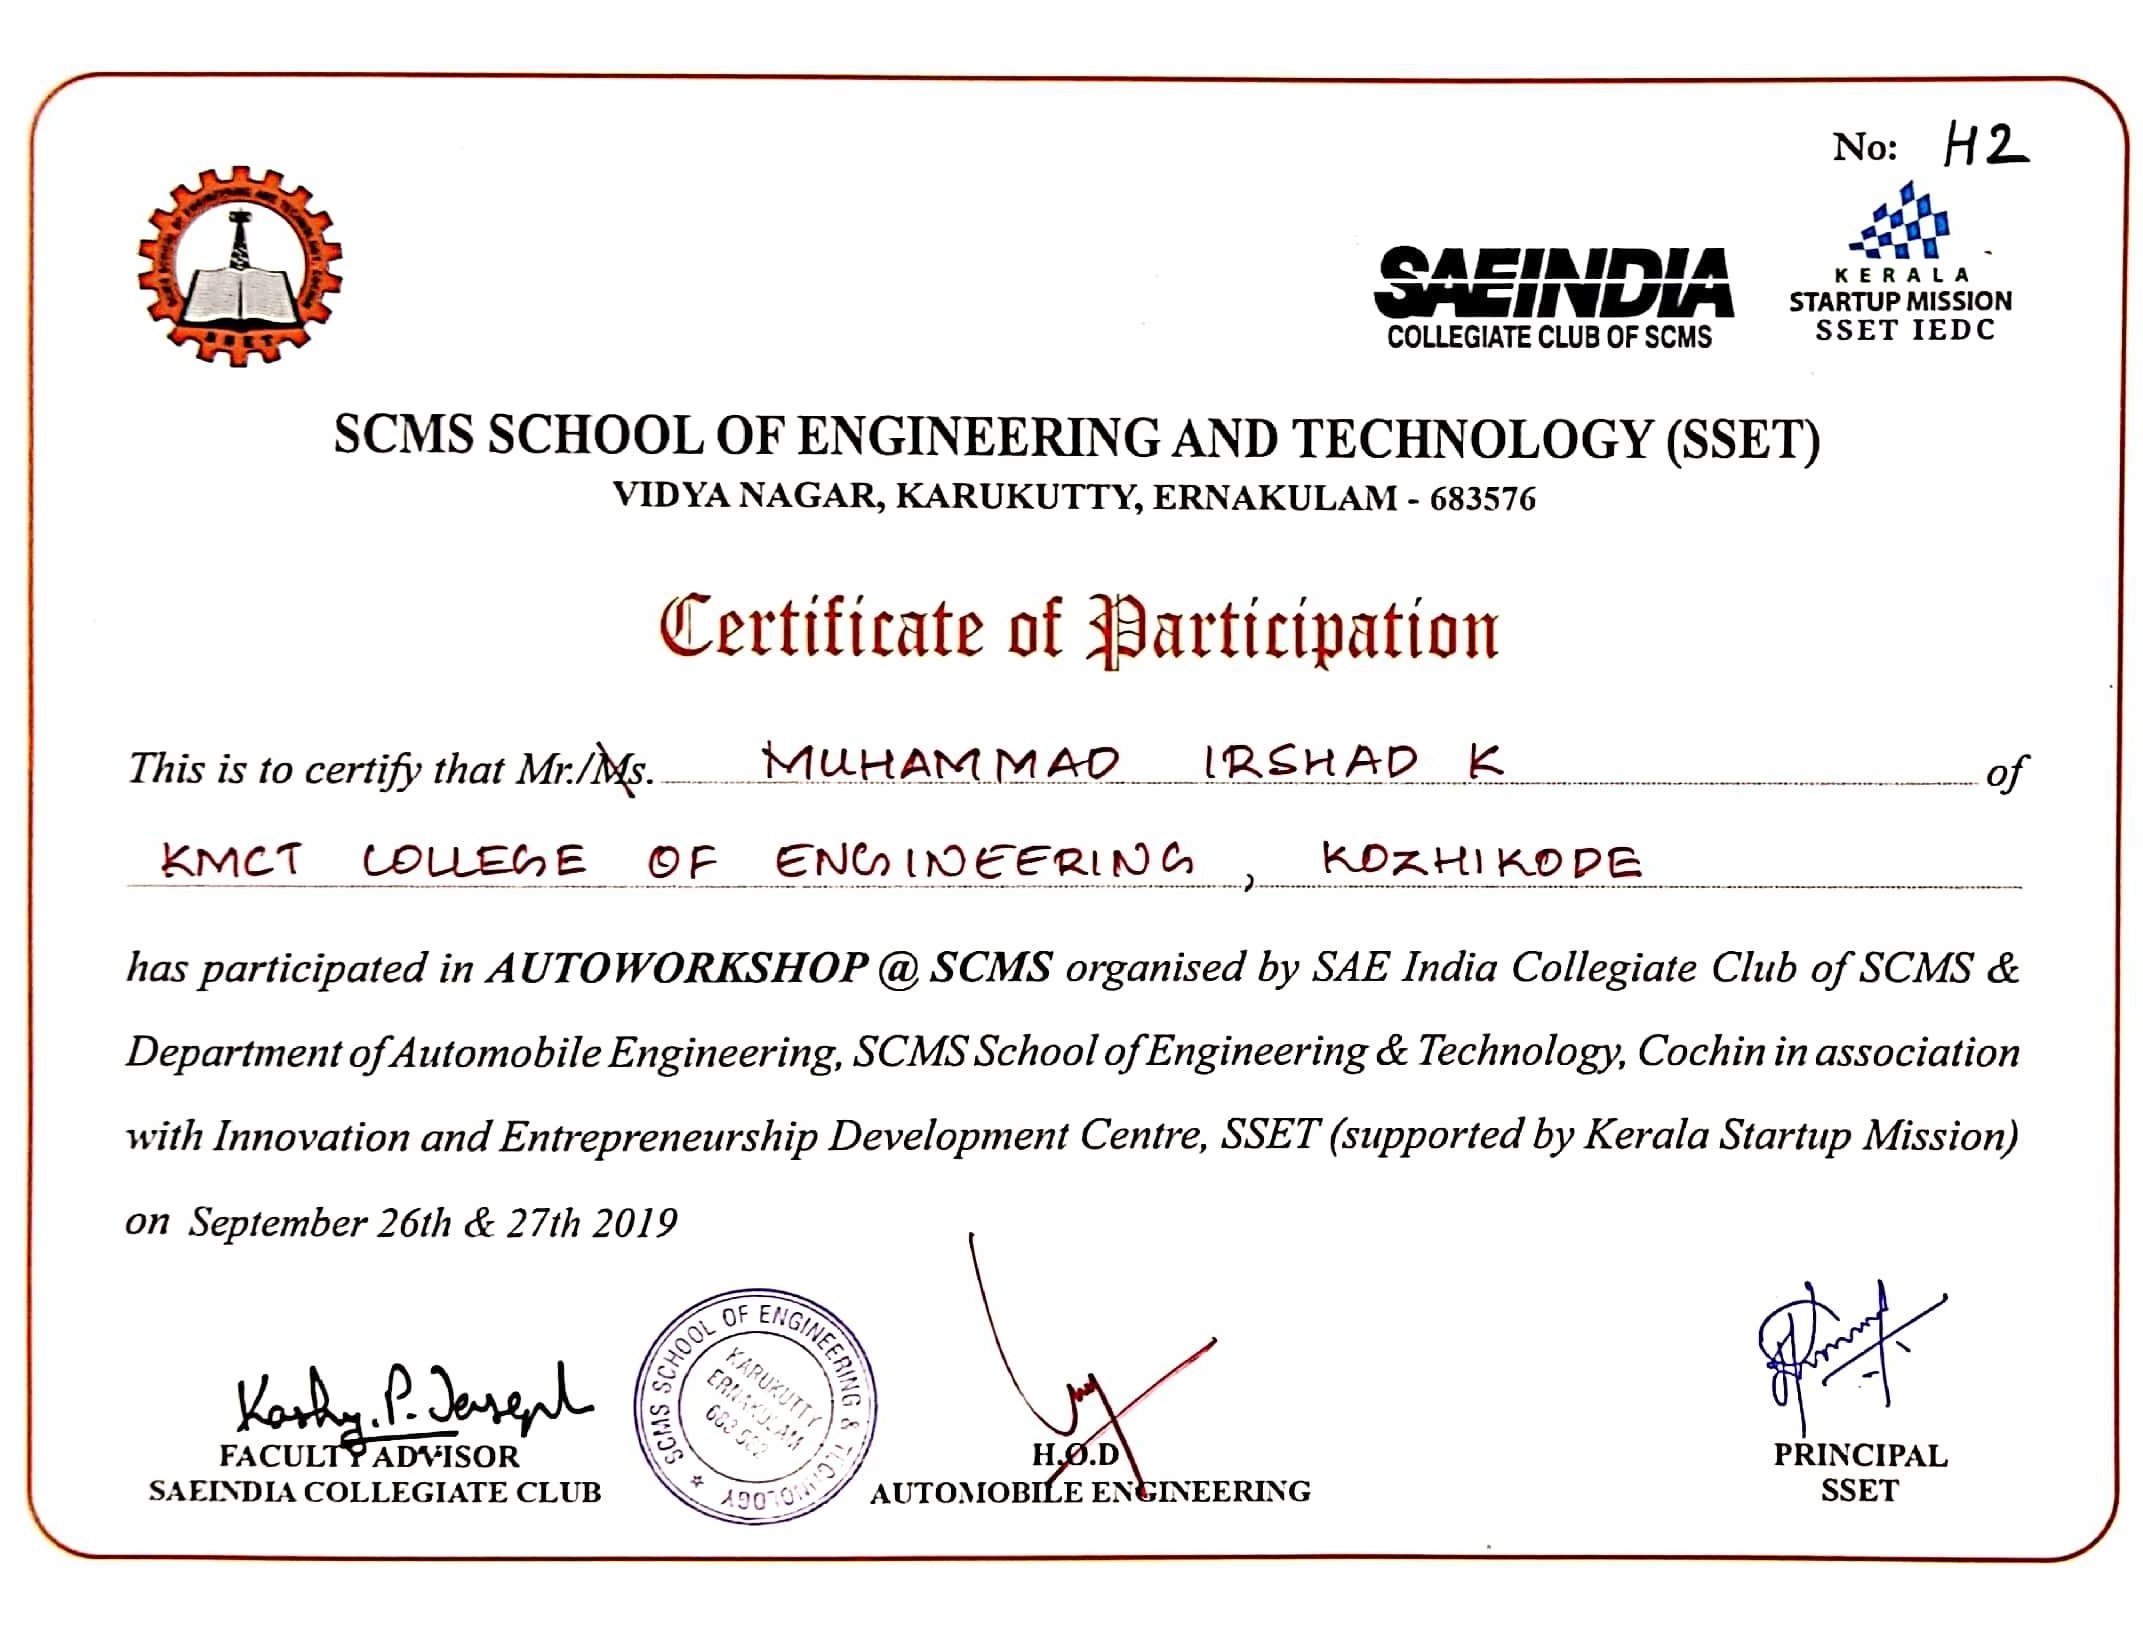 No: H2
SSET
SAEINDIA
COLLEGIATE CLUB OF SCMS
KERALA
STARTUP MISSION
SSET IEDC
SCMS SCHOOL OF ENGINEERING AND TECHNOLOGY (SSET)
VIDYA NAGAR, KARUKUTTY, ERNAKULAM - 683576
Certificate of Participation
This is to certify that Mr./Ms. MUHAMMAD IRSHAD K of
KMCT COLLEGE OF ENGINEERING, KOZHIKODE
has participated in AUTOWORKSHOP @ SCMS organised by SAE India Collegiate Club of SCMS &
Department of Automobile Engineering, SCMS School of Engineering & Technology, Cochin in association
with Innovation and Entrepreneurship Development Centre, SSET (supported by Kerala Startup Mission)
on September 26th & 27th 2019
Koshy. P. Joseph
FACULTY ADVISOR
SAEINDIA COLLEGIATE CLUB
SCMS SCHOOL OF ENGINEERING & TECHNOLOGY
KARUKUTTY
ERNAKULAM
H.O.D
AUTOMOBILE ENGINEERING
PRINCIPAL
SSET